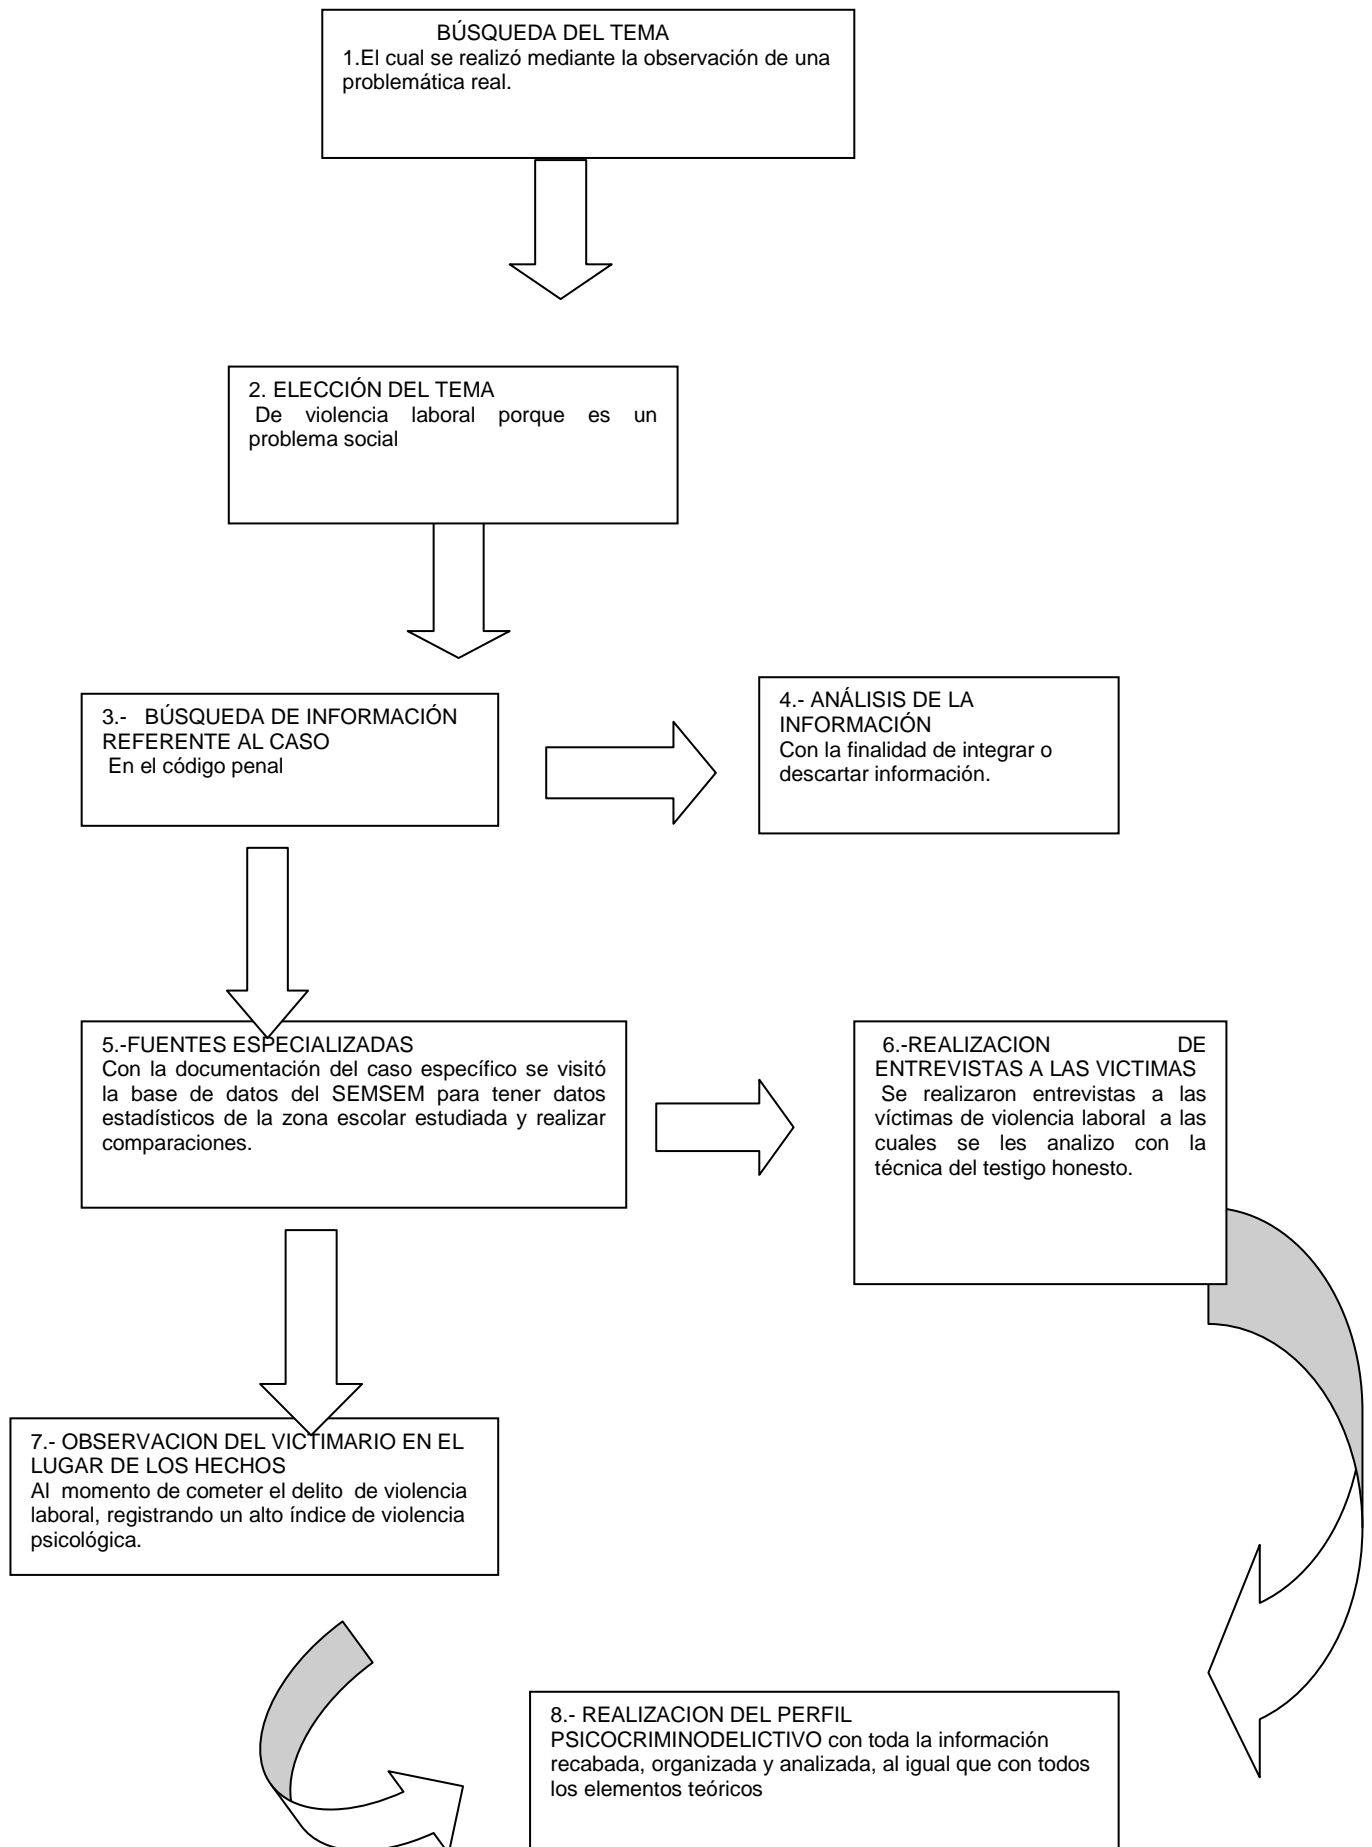 BÚSQUEDA DEL TEMA
1.El cual se realizó mediante la observación de una
problemática real.
2. ELECCIÓN DEL TEMA
De violencia laboral porque es un
problema social
3.- BÚSQUEDA DE INFORMACIÓN
REFERENTE AL CASO
En el código penal
4.- ANÁLISIS DE LA
INFORMACIÓN
Con la finalidad de integrar o
descartar información.
5.-FUENTES ESPECIALIZADAS
Con la documentación del caso específico se visitó
la base de datos del SEMSEM para tener datos
estadísticos de la zona escolar estudiada y realizar
comparaciones.
6.-REALIZACION DE
ENTREVISTAS A LAS VICTIMAS
Se realizaron entrevistas a las
víctimas de violencia laboral a las
cuales se les analizo con la
técnica del testigo honesto.
7.- OBSERVACION DEL VICTIMARIO EN EL
LUGAR DE LOS HECHOS
Al momento de cometer el delito de violencia
laboral, registrando un alto índice de violencia
psicológica.
8.- REALIZACION DEL PERFIL
PSICOCRIMINODELICTIVO con toda la información
recabada, organizada y analizada, al igual que con todos
los elementos teóricos